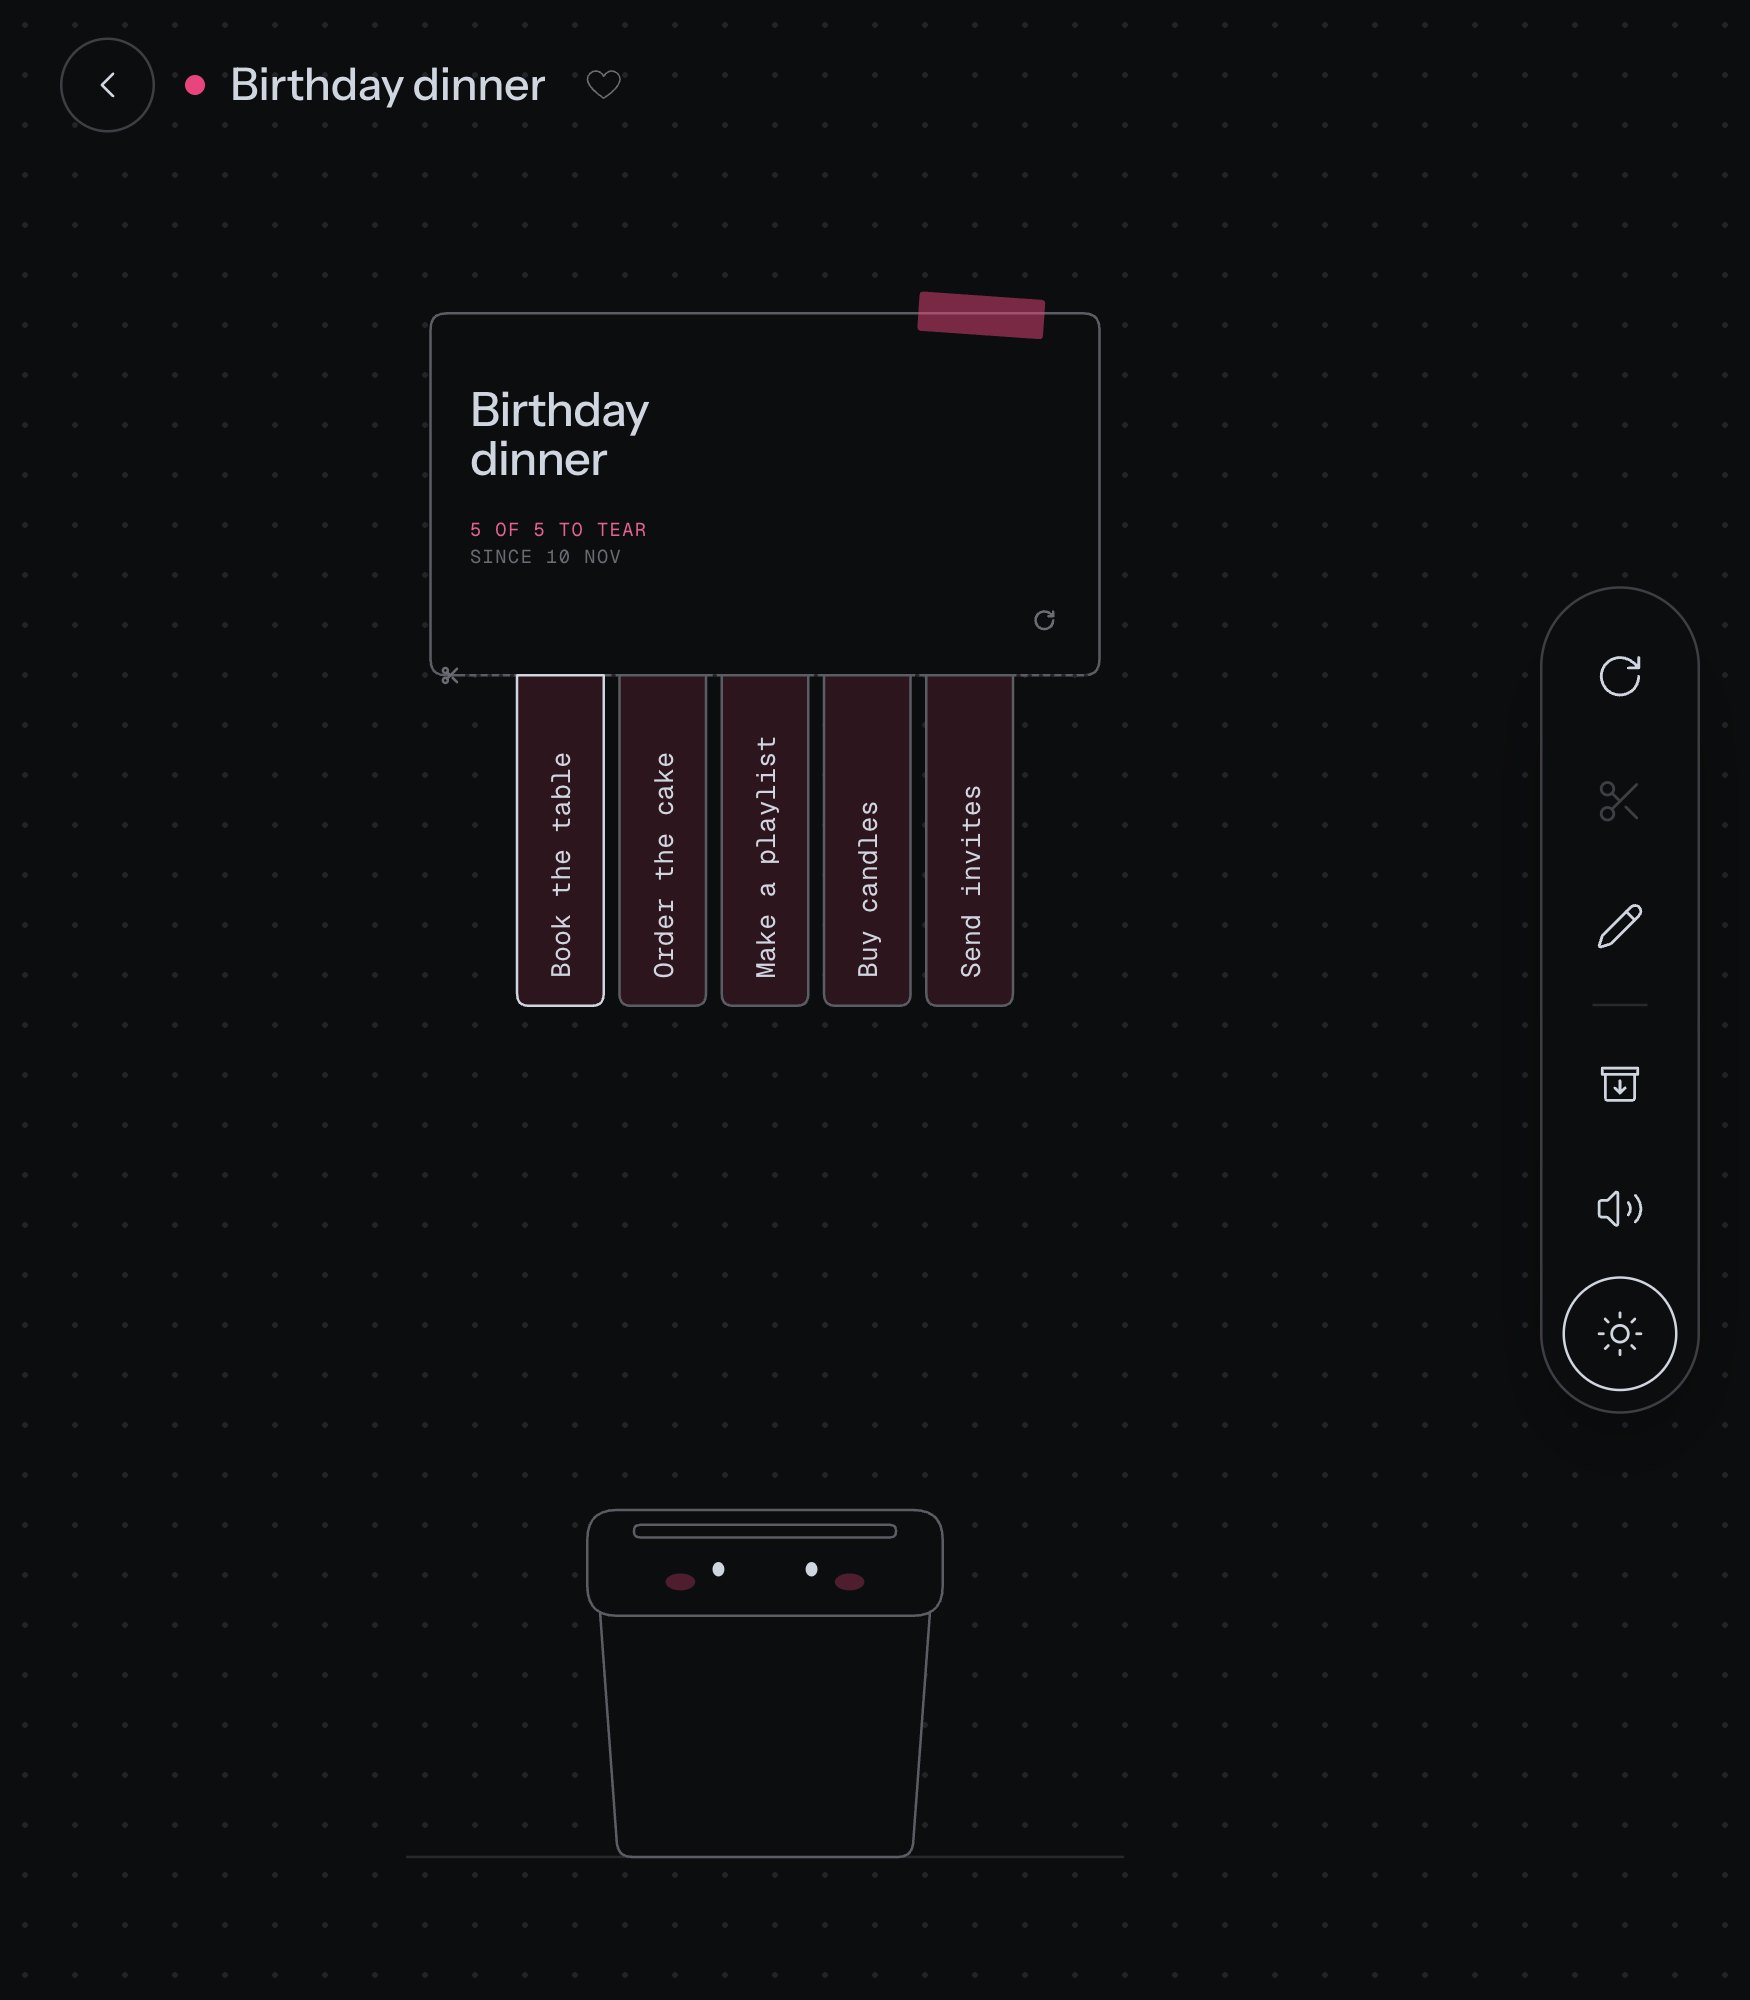 Birthday dinner
Birthday
dinner
5 OF 5 TO TEAR
SINCE 10 NOV
Book the table
Order the cake
Make a playlist
Buy candles
Send invites